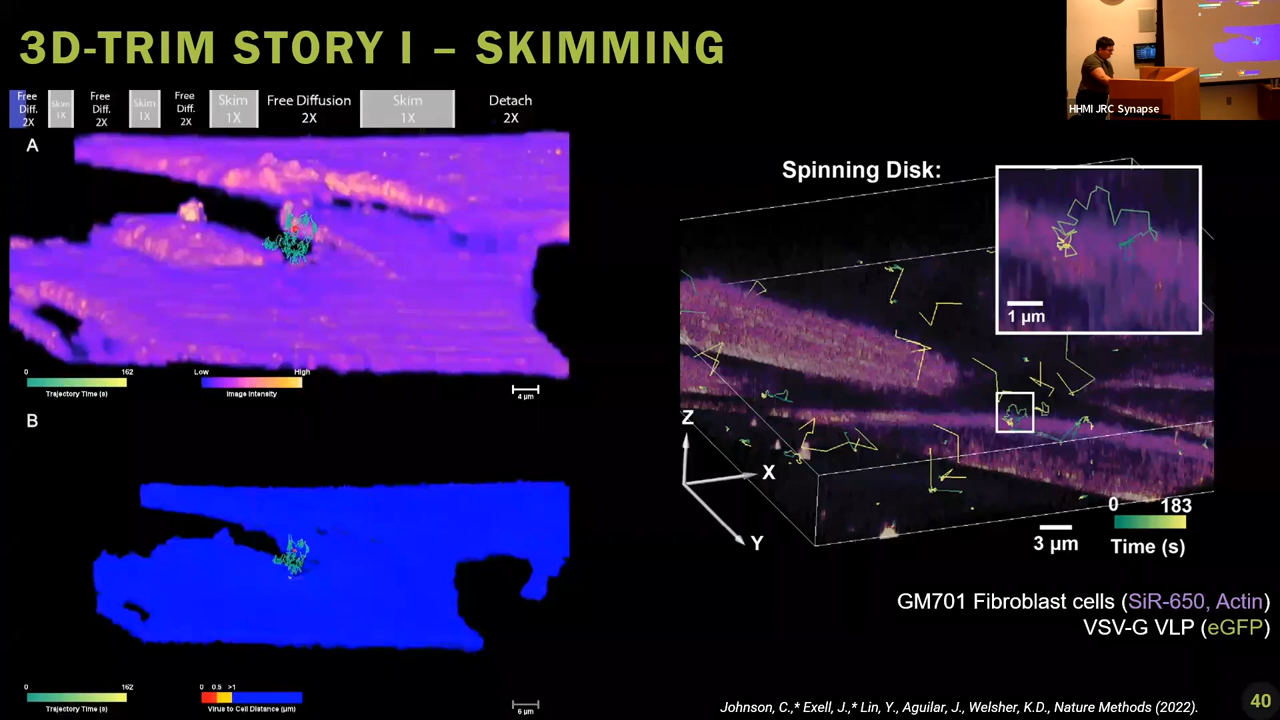 3D-TRIM STORY I – SKIMMING
HHMI JRC Synapse
Free Diff. 2X
Skim 1X
Free Diff. 2X
Skim 1X
Free Diff. 2X
Skim 1X
Free Diffusion 2X
Skim 1X
Detach 2X
A
0 162
Trajectory Time (s)
Low High
Image Intensity
4 µm
B
0 162
Trajectory Time (s)
0 0.5 >1
Virus to Cell Distance (µm)
6 µm
Spinning Disk:
1 µm
Z
X
Y
3 µm
0 183
Time (s)
GM701 Fibroblast cells (SiR-650, Actin)
VSV-G VLP (eGFP)
Johnson, C.,* Exell, J.,* Lin, Y., Aguilar, J., Welsher, K.D., Nature Methods (2022).
40